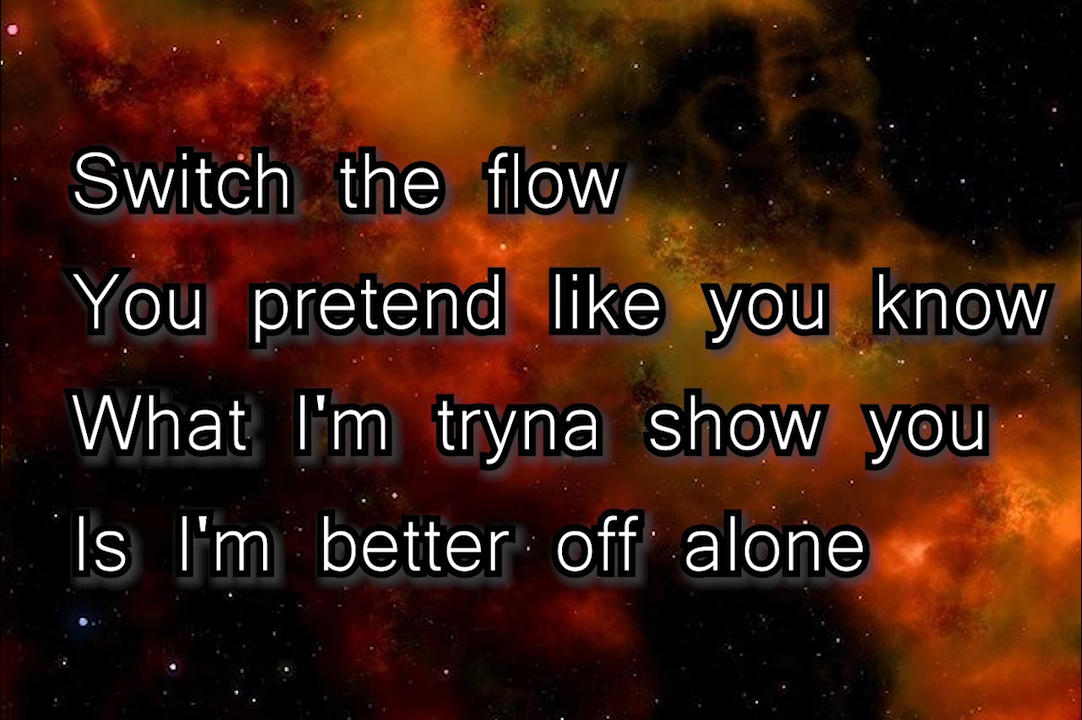 Switch the flow
You pretend like you know
What I'm tryna show you
Is I'm better off alone